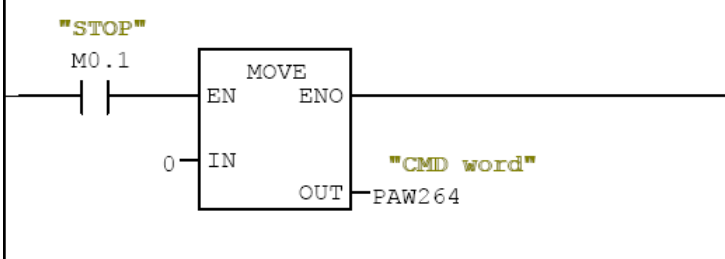 "STOP"
M0.1
MOVE
EN ENO
0 IN "CMD word"
OUT PAW264